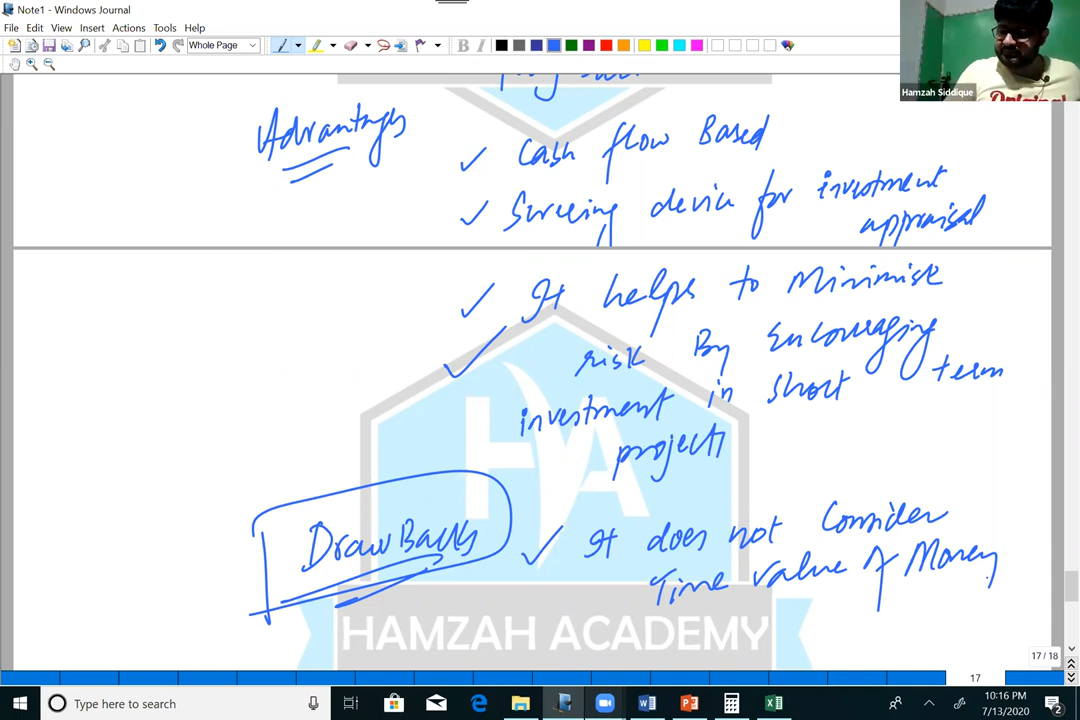 Note1 - Windows Journal
File Edit View Insert Actions Tools Help
Whole Page
B I
Hamzah Siddique
Original
Advantages
Cash flow Based
Screeing device for investment
appraisal
It helps to Minimise
risk By Encouraging
investment in short term
projects
DrawBacks
It does not Consider
Time value of Money
HA
HAMZAH ACADEMY
17 / 18
17
Type here to search
10:16 PM
7/13/2020
2